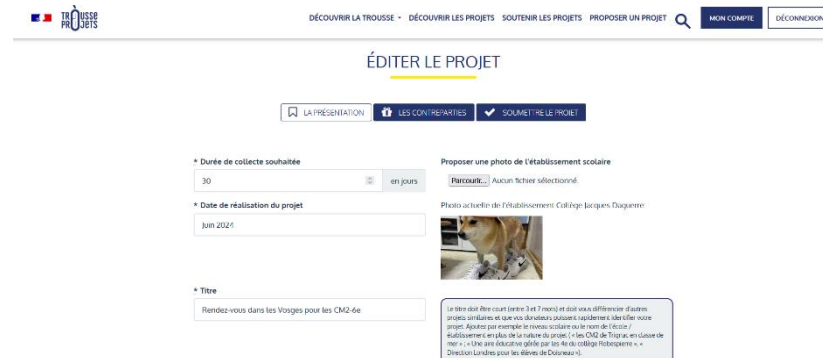 TROUSSE
PROJETS
DÉCOUVRIR LA TROUSSE DÉCOUVRIR LES PROJETS SOUTENIR LES PROJETS PROPOSER UN PROJET MON COMPTE DÉCONNEXION
ÉDITER LE PROJET
LA PRÉSENTATION LES CONTREPARTIES SOUMETTRE LE PROJET
* Durée de collecte souhaitée
30 en jours
* Date de réalisation du projet
Juin 2024
* Titre
Rendez-vous dans les Vosges pour les CM2-6e
Proposer une photo de l'établissement scolaire
Parcourir... Aucun fichier sélectionné.
Photo actuelle de l'établissement Collège Jacques Daguerre
Le titre doit être court (entre 3 et 7 mots) et doit vous différencier d'autres
projets similaires et que vos donateurs puissent rapidement identifier votre
projet. Ajoutez par exemple le niveau scolaire ou le nom de l'école /
établissement en plus de la nature du projet ( « les CM2 de Trignac en classe de
mer » ; « Une aire éducative gérée par les 4e du collège Robespierre », «
Direction Londres pour les élèves de Doisneau »).